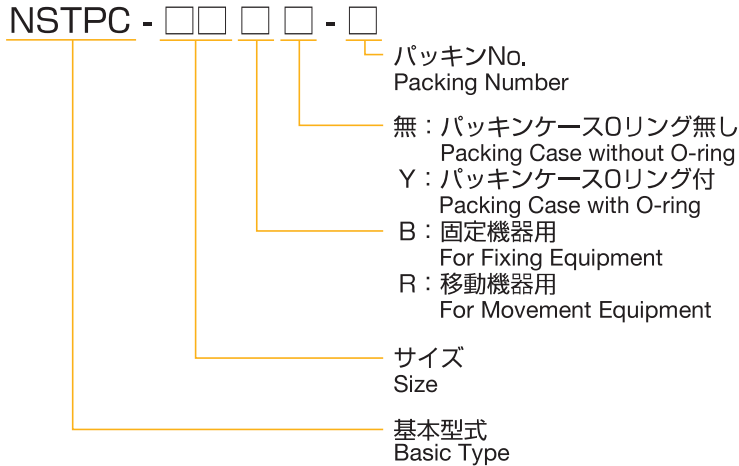 NSTPC-□□ □ □-□
パッキンNo.
Packing Number
無：パッキンケースOリング無し
Packing Case without O-ring
Y：パッキンケースOリング付
Packing Case with O-ring
B：固定機器用
For Fixing Equipment
R：移動機器用
For Movement Equipment
サイズ
Size
基本型式
Basic Type